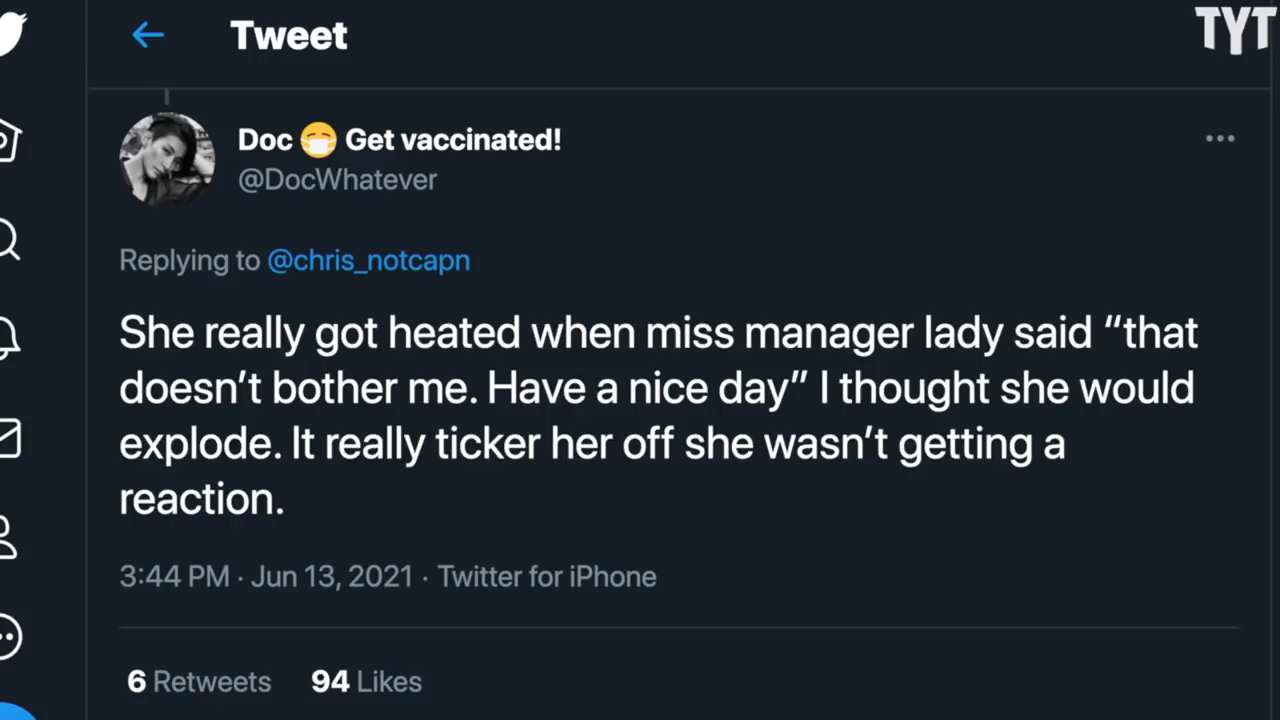 Tweet
TYT
Doc 😷 Get vaccinated!
@DocWhatever
Replying to @chris_notcapn
She really got heated when miss manager lady said “that
doesn’t bother me. Have a nice day” I thought she would
explode. It really ticker her off she wasn’t getting a
reaction.
3:44 PM · Jun 13, 2021 · Twitter for iPhone
6 Retweets 94 Likes